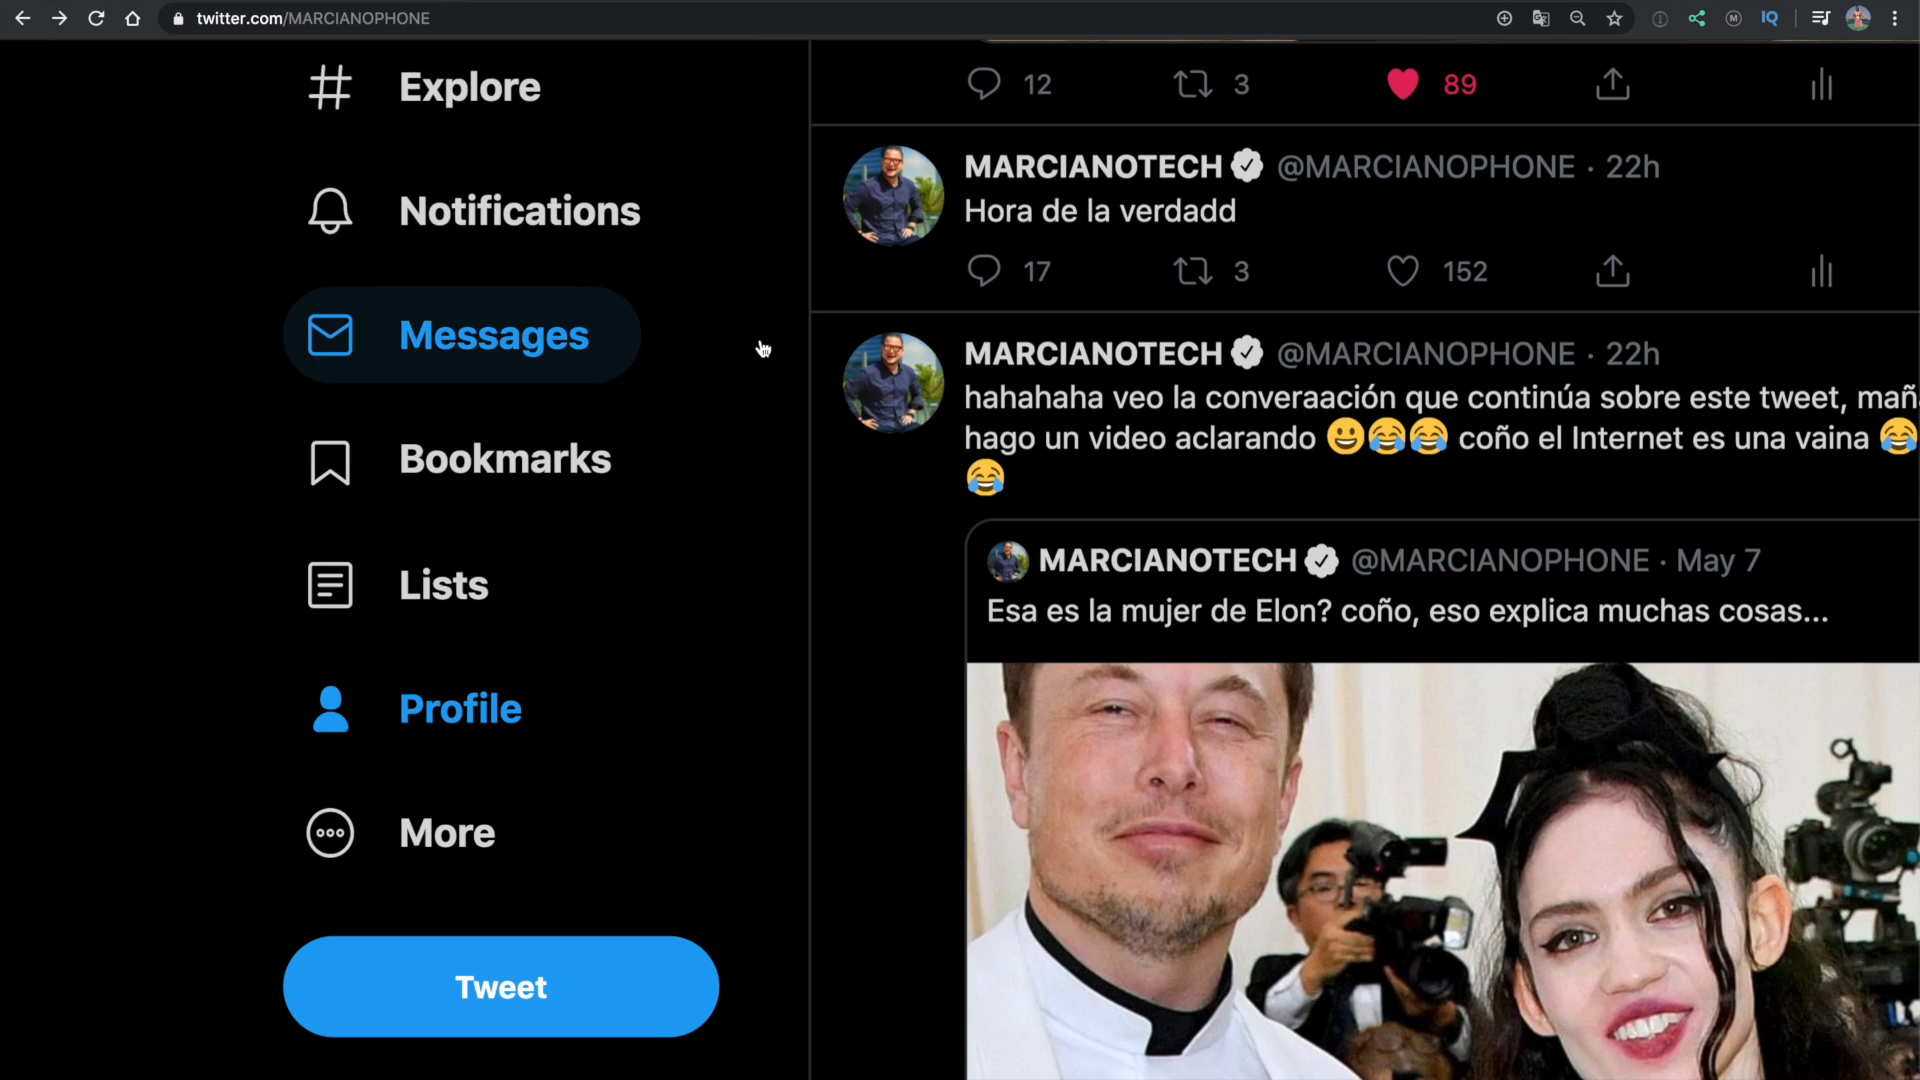 twitter.com/MARCIANOPHONE
Explore
Notifications
Messages
Bookmarks
Lists
Profile
More
Tweet
12 3 89
MARCIANOTECH @MARCIANOPHONE · 22h
Hora de la verdadd
17 3 152
MARCIANOTECH @MARCIANOPHONE · 22h
hahahaha veo la converaación que continúa sobre este tweet,
hago un video aclarando 😀😂😂 coño el Internet es una vaina 😂
😂
MARCIANOTECH @MARCIANOPHONE · May 7
Esa es la mujer de Elon? coño, eso explica muchas cosas...